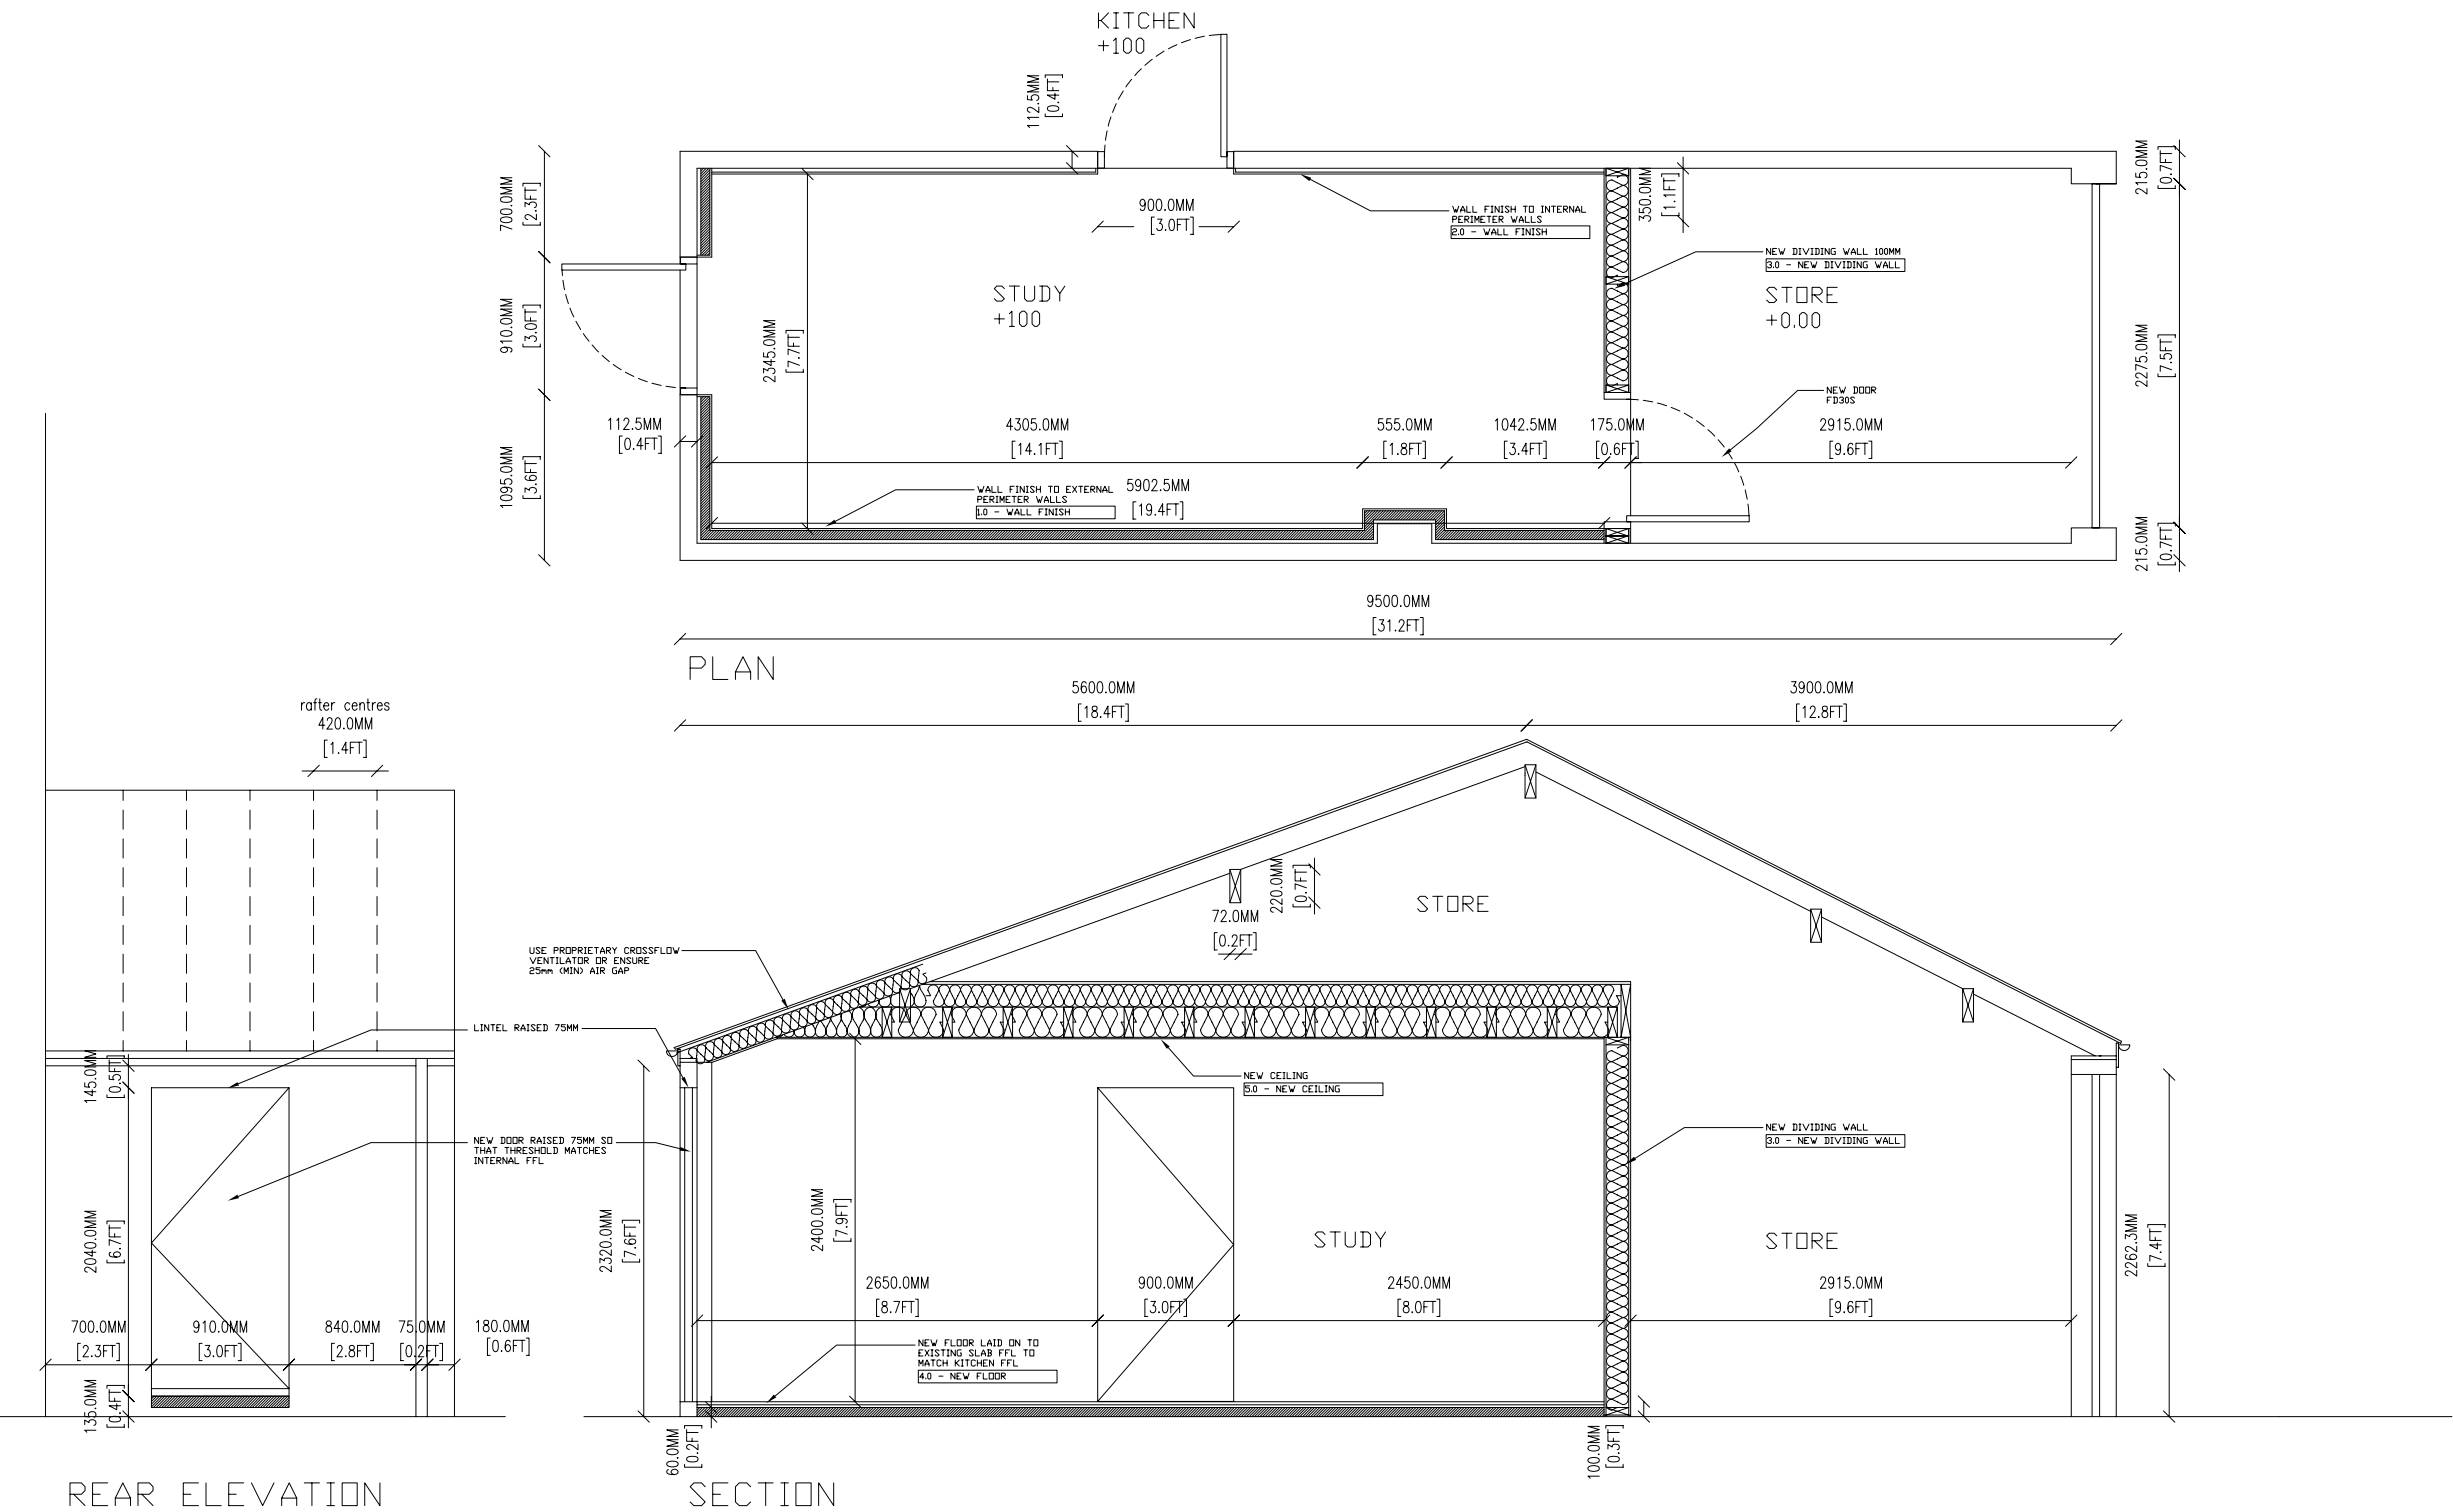 KITCHEN
+100
112.5MM
[0.4FT]
700.0MM
[2.3FT]
910.0MM
[3.0FT]
1095.0MM
[3.6FT]
112.5MM
[0.4FT]
2345.0MM
[7.7FT]
STUDY
+100
900.0MM
[3.0FT]
WALL FINISH TO INTERNAL
PERIMETER WALLS
2.0 - WALL FINISH
350.0MM
[1.1FT]
NEW DIVIDING WALL 100MM
3.0 - NEW DIVIDING WALL
STORE
+0.00
NEW DOOR
FD30S
215.0MM
[0.7FT]
2275.0MM
[7.5FT]
215.0MM
[0.7FT]
4305.0MM
[14.1FT]
555.0MM
[1.8FT]
1042.5MM
[3.4FT]
175.0MM
[0.6FT]
2915.0MM
[9.6FT]
WALL FINISH TO EXTERNAL
PERIMETER WALLS
1.0 - WALL FINISH
5902.5MM
[19.4FT]
9500.0MM
[31.2FT]
PLAN
5600.0MM
[18.4FT]
3900.0MM
[12.8FT]
rafter centres
420.0MM
[1.4FT]
145.0MM
[0.5FT]
2040.0MM
[6.7FT]
135.0MM
[0.4FT]
700.0MM
[2.3FT]
910.0MM
[3.0FT]
840.0MM
[2.8FT]
75.0MM
[0.2FT]
180.0MM
[0.6FT]
REAR ELEVATION
USE PROPRIETARY CROSSFLOW
VENTILATOR OR ENSURE
25mm (MIN) AIR GAP
LINTEL RAISED 75MM
NEW DOOR RAISED 75MM SO
THAT THRESHOLD MATCHES
INTERNAL FFL
72.0MM
[0.2FT]
220.0MM
[0.7FT]
STORE
NEW CEILING
5.0 - NEW CEILING
NEW DIVIDING WALL
3.0 - NEW DIVIDING WALL
2320.0MM
[7.6FT]
2400.0MM
[7.9FT]
STUDY
STORE
2262.3MM
[7.4FT]
2650.0MM
[8.7FT]
900.0MM
[3.0FT]
2450.0MM
[8.0FT]
2915.0MM
[9.6FT]
NEW FLOOR LAID ON TO
EXISTING SLAB FFL TO
MATCH KITCHEN FFL
4.0 - NEW FLOOR
60.0MM
[0.2FT]
100.0MM
[0.3FT]
SECTION